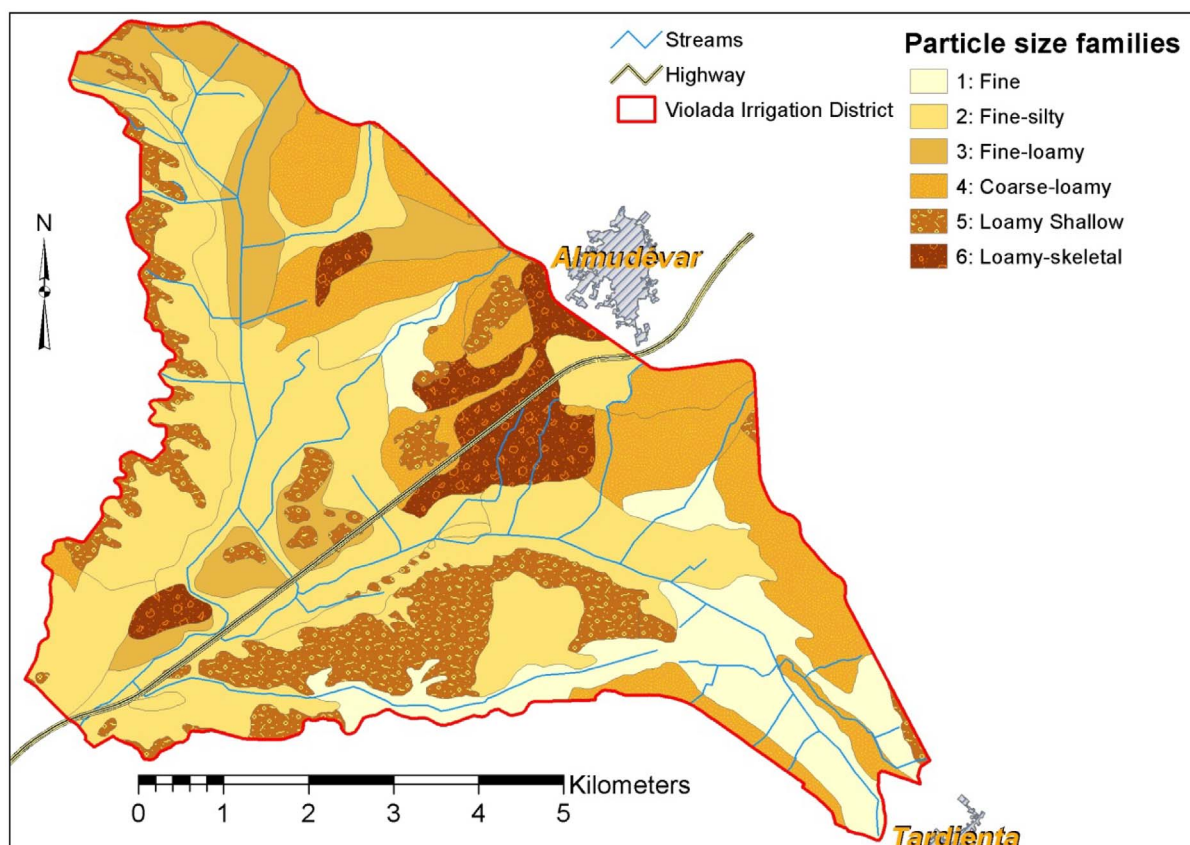 Streams
Highway
Violada Irrigation District
Particle size families
1: Fine
2: Fine-silty
3: Fine-loamy
4: Coarse-loamy
5: Loamy Shallow
6: Loamy-skeletal
N
Almudévar
Kilometers
0 1 2 3 4 5
Tardienta